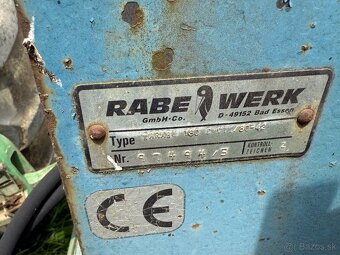 RABE WERK
GmbH·Co. D-49152 Bad Essen
Type
Nr. KONTROLL-
ZEICHEN
CE
© Bazos.sk